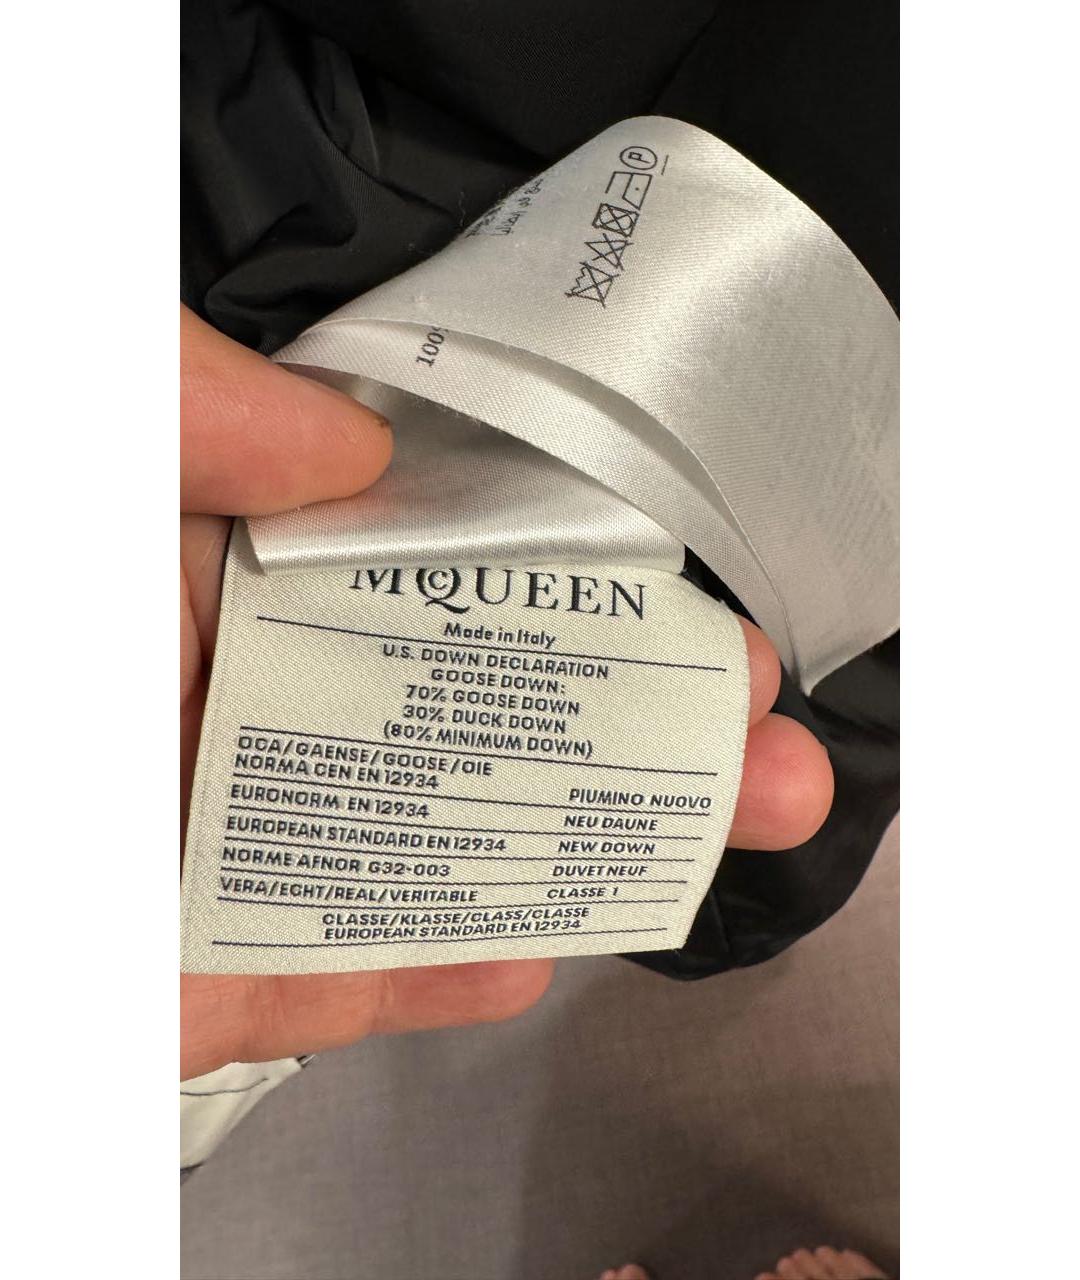 P
100%
McQUEEN
Made in Italy
U.S. DOWN DECLARATION
GOOSE DOWN:
70% GOOSE DOWN
30% DUCK DOWN
(80% MINIMUM DOWN)
OCA/GAENSE/GOOSE/OIE
NORMA CEN EN 12934 PIUMINO NUOVO
EURONORM EN 12934 NEU DAUNE
EUROPEAN STANDARD EN 12934 NEW DOWN
NORME AFNOR G32-003 DUVET NEUF
VERA/ECHT/REAL/VERITABLE CLASSE 1
CLASSE/KLASSE/CLASS/CLASSE
EUROPEAN STANDARD EN 12934